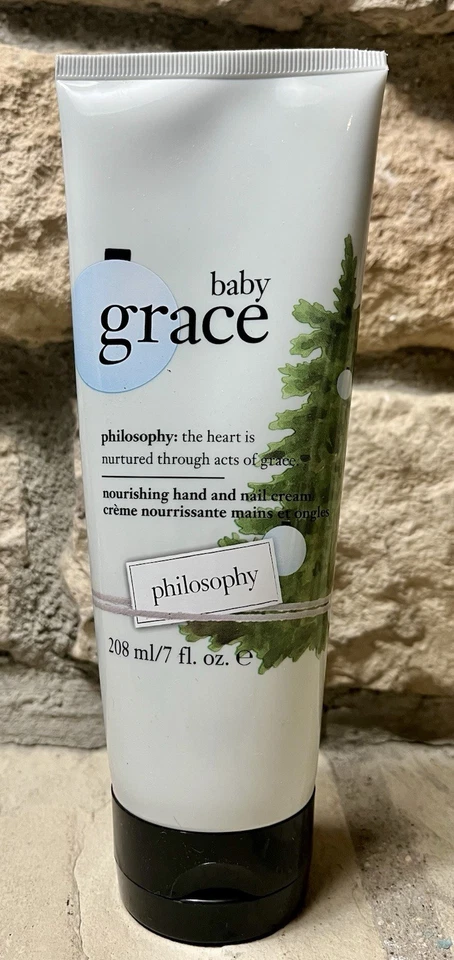 baby
grace
philosophy: the heart is
nurtured through acts of grace.
nourishing hand and nail cream
crème nourrissante mains et ongles
philosophy
208 ml/7 fl. oz. ℮